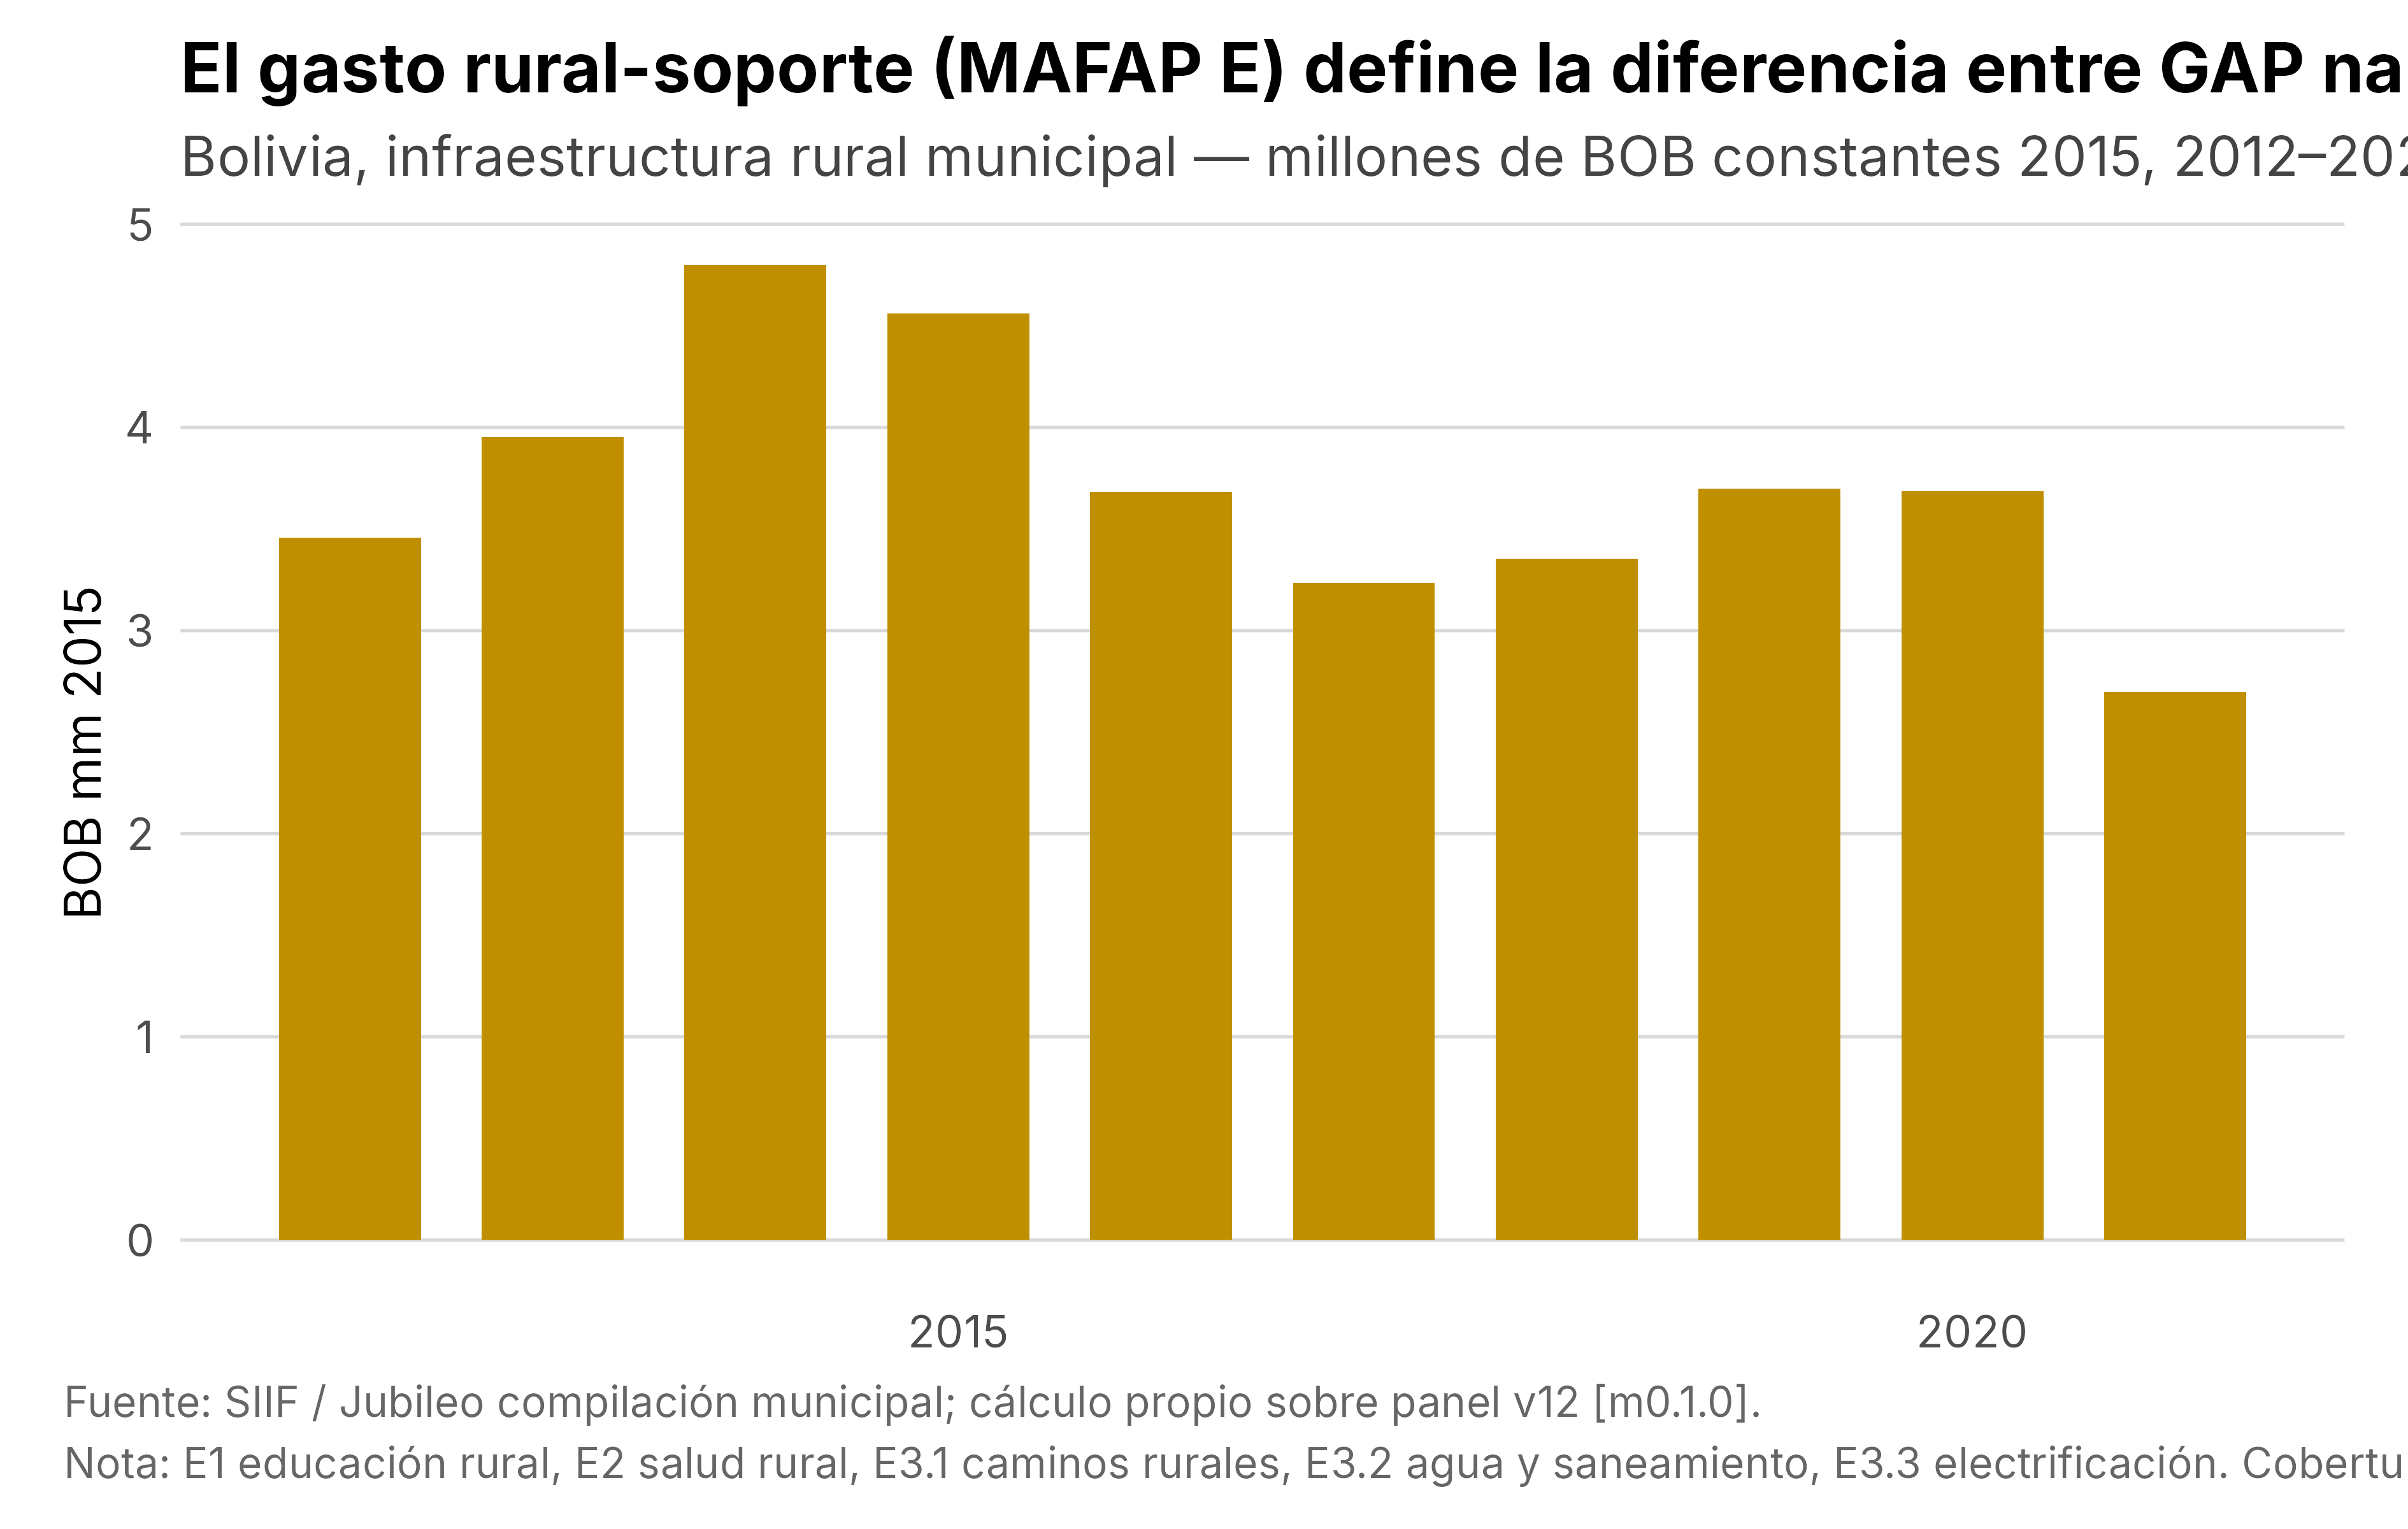 El gasto rural-soporte (MAFAP E) define la diferencia entre GAP na
Bolivia, infraestructura rural municipal — millones de BOB constantes 2015, 2012–202
5
4
3
2
1
0
BOB mm 2015
2015
2020
Fuente: SIIF / Jubileo compilación municipal; cálculo propio sobre panel v12 [m0.1.0].
Nota: E1 educación rural, E2 salud rural, E3.1 caminos rurales, E3.2 agua y saneamiento, E3.3 electrificación. Cobertu